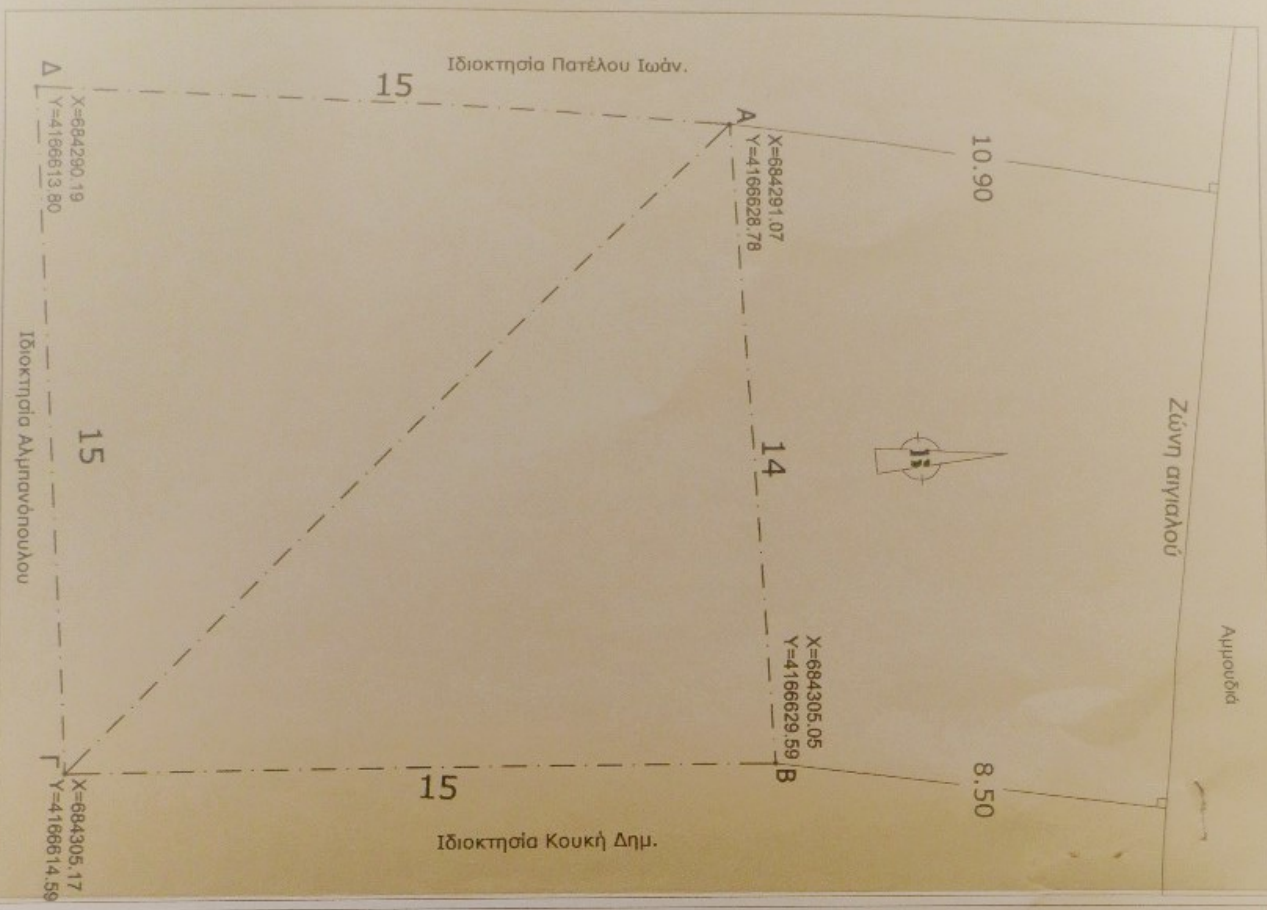 Ιδιοκτησία Πατέλου Ιωάν.
Δ
X=684290.19
Y=4166613.80
15
A
X=684291.07
Y=4166628.78
10.90
Ιδιοκτησία Αλμπανόπουλου
15
14
Ζώνη αιγιαλού
Αμμουδιά
X=684305.05
Y=4166629.59
B
8.50
Γ
X=684305.17
Y=4166614.59
15
Ιδιοκτησία Κουκή Δημ.